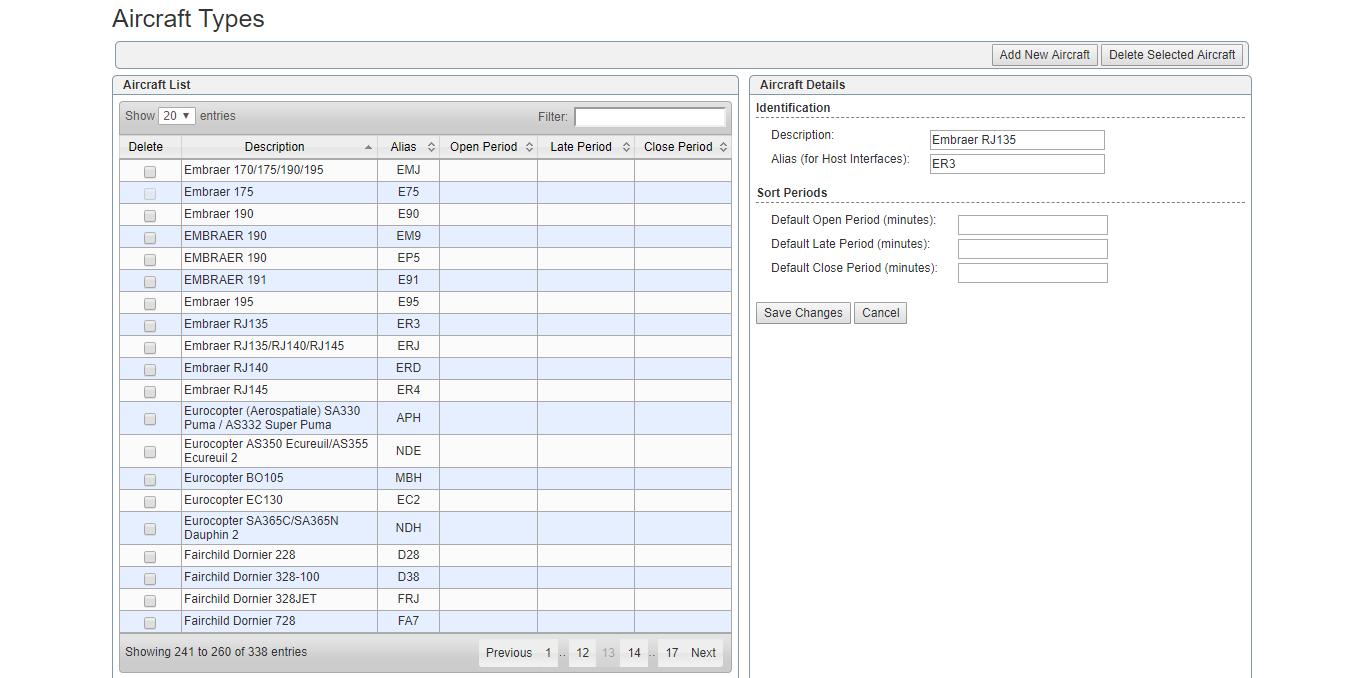 Aircraft Types
Add New Aircraft Delete Selected Aircraft
Aircraft List
Show 20 entries Filter:
Delete Description Alias Open Period Late Period Close Period
Embraer 170/175/190/195 EMJ
Embraer 175 E75
Embraer 190 E90
EMBRAER 190 EM9
EMBRAER 190 EP5
EMBRAER 191 E91
Embraer 195 E95
Embraer RJ135 ER3
Embraer RJ135/RJ140/RJ145 ERJ
Embraer RJ140 ERD
Embraer RJ145 ER4
Eurocopter (Aerospatiale) SA330
Puma / AS332 Super Puma APH
Eurocopter AS350 Ecureuil/AS355
Ecureuil 2 NDE
Eurocopter BO105 MBH
Eurocopter EC130 EC2
Eurocopter SA365C/SA365N
Dauphin 2 NDH
Fairchild Dornier 228 D28
Fairchild Dornier 328-100 D38
Fairchild Dornier 328JET FRJ
Fairchild Dornier 728 FA7
Showing 241 to 260 of 338 entries Previous 1 .. 12 13 14 .. 17 Next
Aircraft Details
Identification
Description: Embraer RJ135
Alias (for Host Interfaces): ER3
Sort Periods
Default Open Period (minutes):
Default Late Period (minutes):
Default Close Period (minutes):
Save Changes Cancel